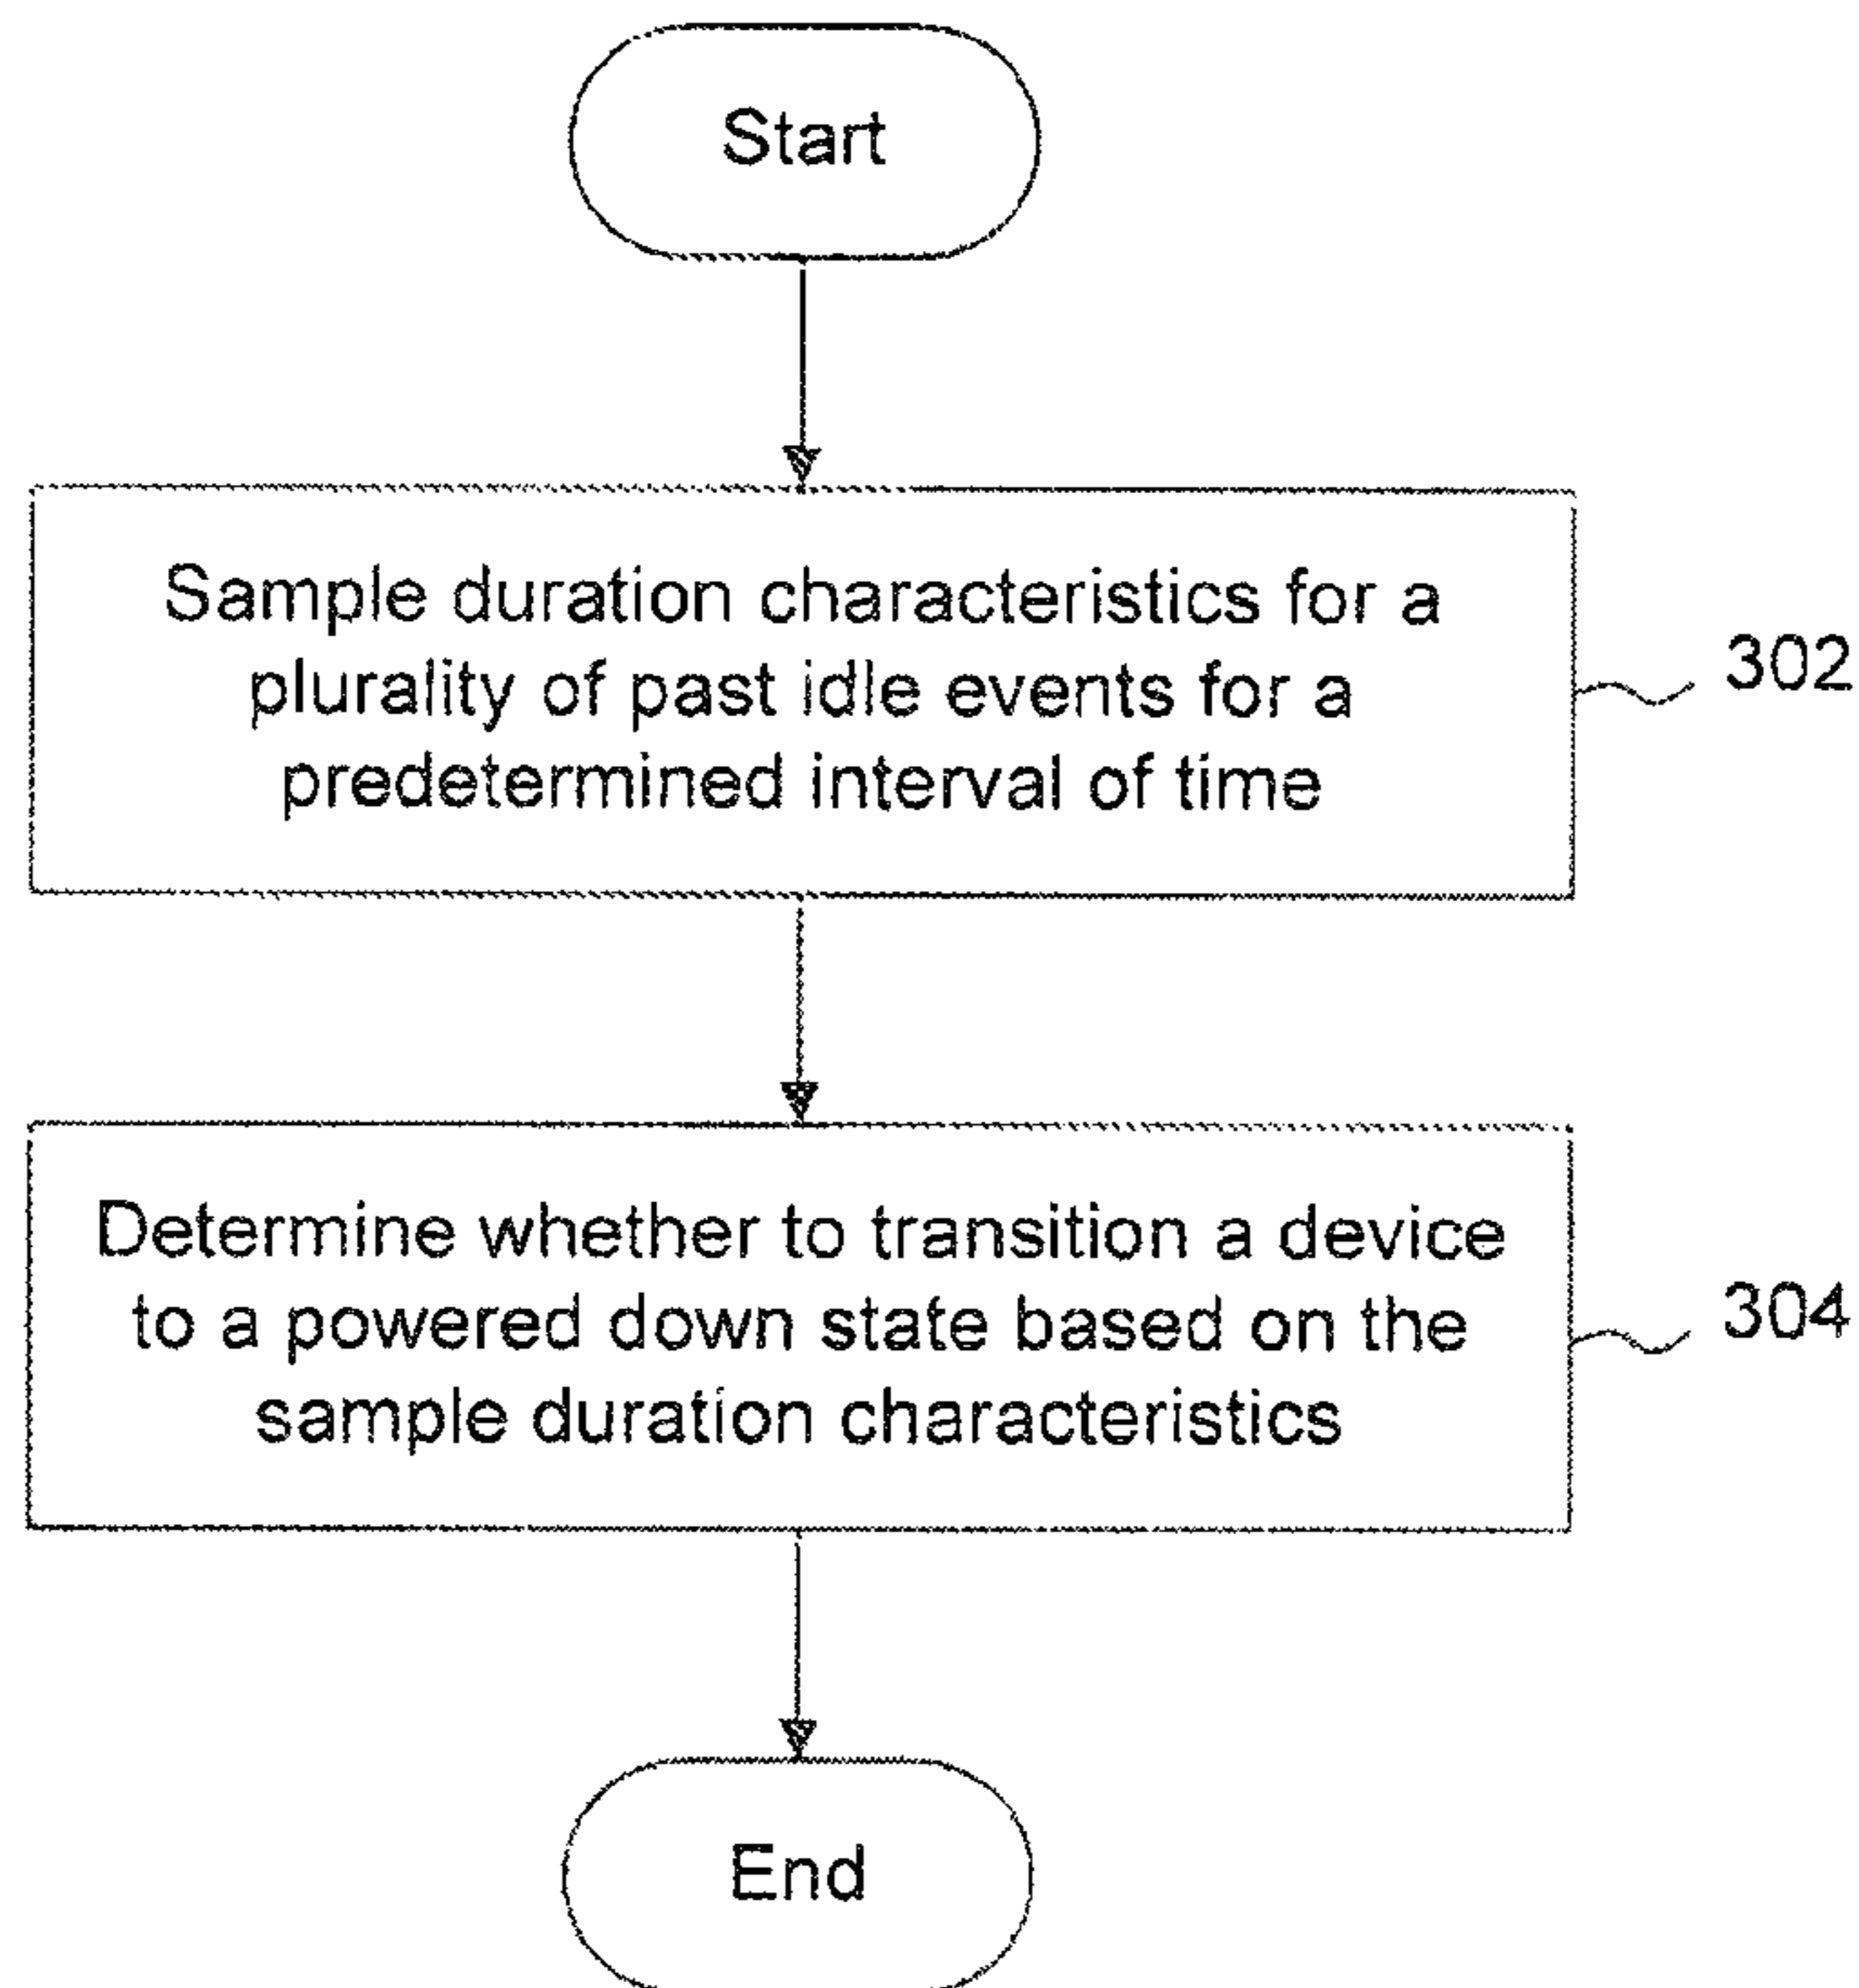 Start
Sample duration characteristics for a
plurality of past idle events for a
predetermined interval of time
302
Determine whether to transition a device
to a powered down state based on the
sample duration characteristics
304
End